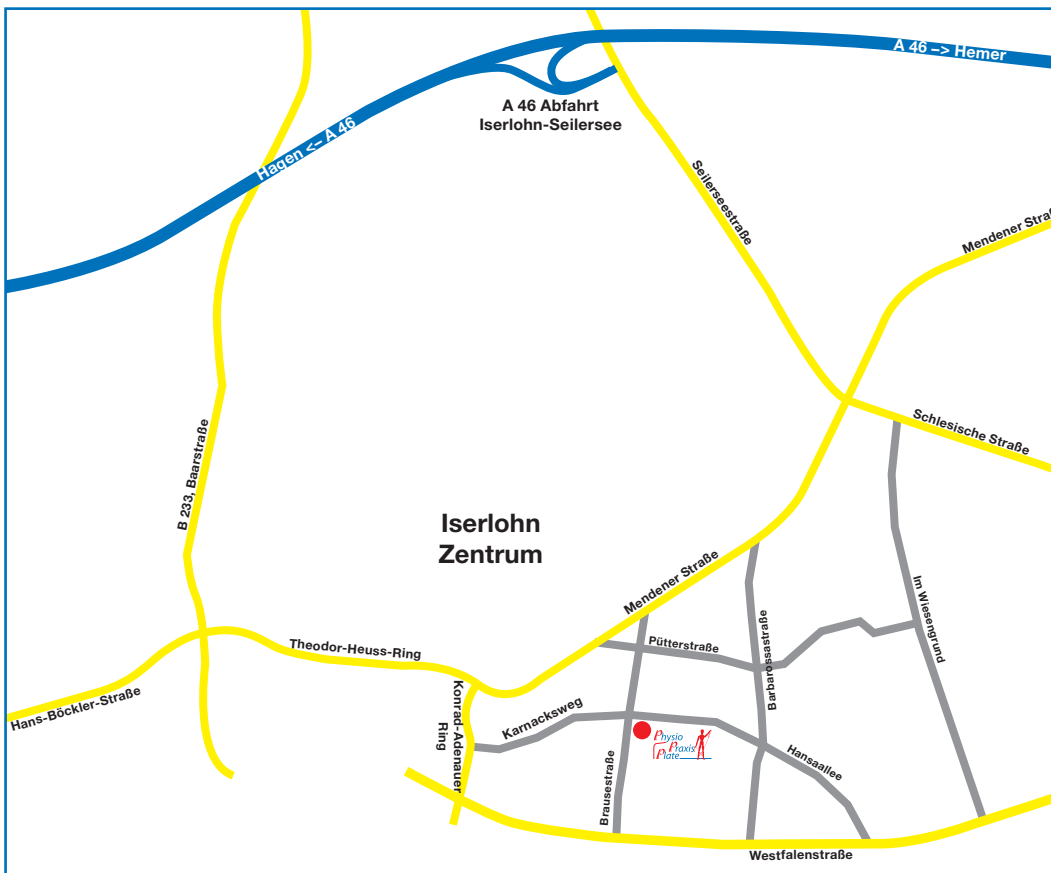 A 46 –> Hemer
A 46 Abfahrt
Iserlohn-Seilersee
Hagen <– A 46
Seilerseestraße
Mendener Straß
Schlesische Straße
B 233, Baarstraße
Iserlohn
Zentrum
Mendener Straße
Im Wiesengrund
Pütterstraße
Barbarossastraße
Theodor-Heuss-Ring
Hans-Böckler-Straße
Konrad-Adenauer
Ring
Karnacksweg
Physio
Praxis
Plate
Hansaallee
Brausestraße
Westfalenstraße